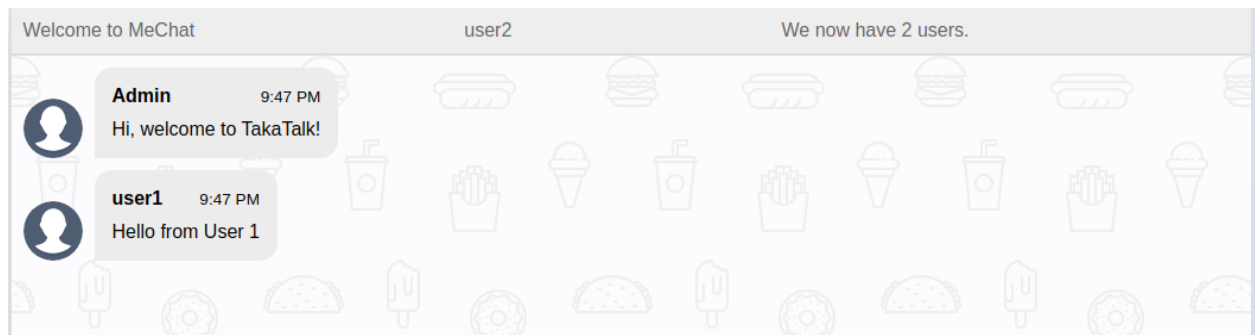 Welcome to MeChat user2 We now have 2 users.
Admin 9:47 PM
Hi, welcome to TakaTalk!
user1 9:47 PM
Hello from User 1